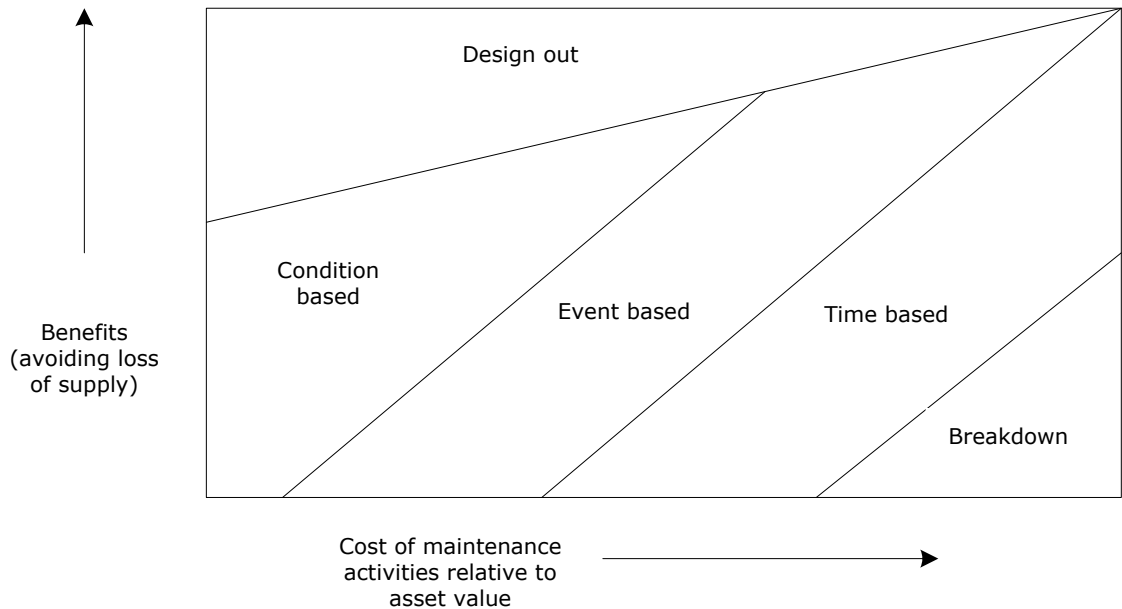 Design out
Condition
based
Event based
Time based
Benefits
(avoiding loss
of supply)
Breakdown
Cost of maintenance
activities relative to
asset value